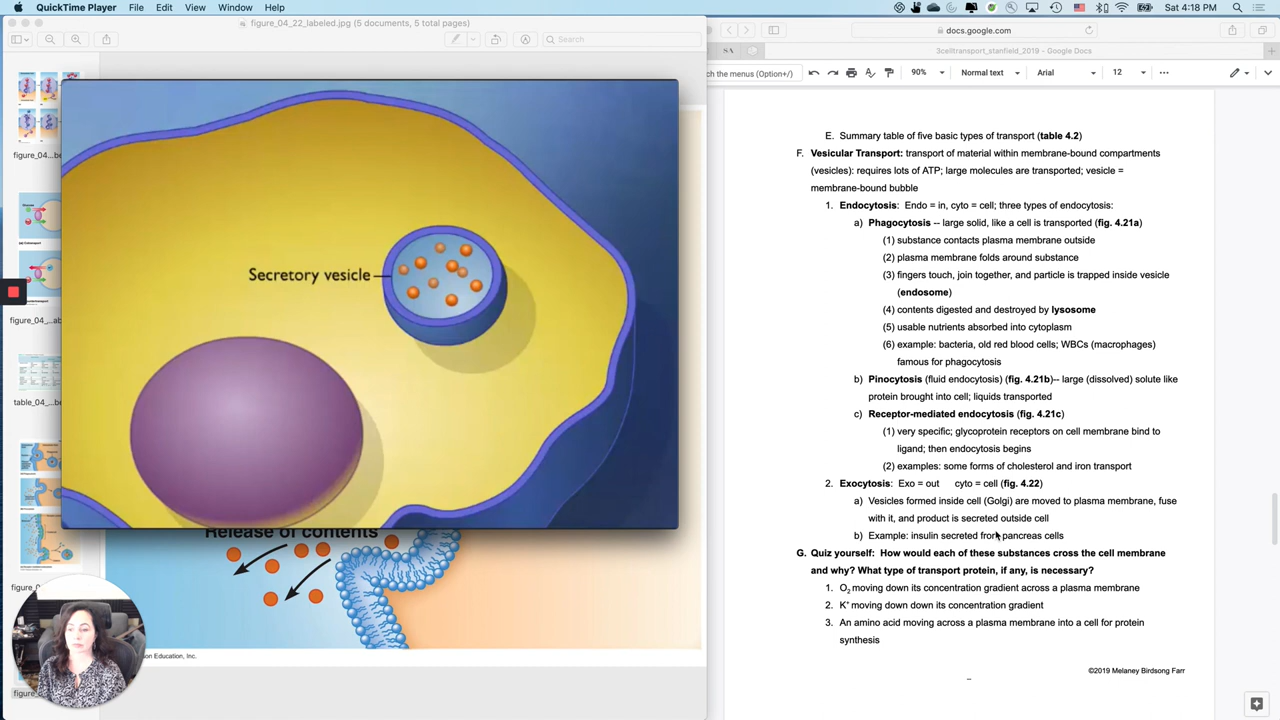 QuickTime Player File Edit View Window Help
Sat 4:18 PM
figure_04_22_labeled.jpg (5 documents, 5 total pages)
Search
figure_04...
figure_04...
table_04_...
figure_0
figure_0
Secretory vesicle
Release of contents
son Education, Inc.
docs.google.com
SA
3celltransport_stanfield_2019 - Google Docs
ch the menus (Option+/)
90%
Normal text
Arial
12
E. Summary table of five basic types of transport (table 4.2)
F. Vesicular Transport: transport of material within membrane-bound compartments
(vesicles): requires lots of ATP; large molecules are transported; vesicle =
membrane-bound bubble
1. Endocytosis: Endo = in, cyto = cell; three types of endocytosis:
a) Phagocytosis -- large solid, like a cell is transported (fig. 4.21a)
(1) substance contacts plasma membrane outside
(2) plasma membrane folds around substance
(3) fingers touch, join together, and particle is trapped inside vesicle
(endosome)
(4) contents digested and destroyed by lysosome
(5) usable nutrients absorbed into cytoplasm
(6) example: bacteria, old red blood cells; WBCs (macrophages)
famous for phagocytosis
b) Pinocytosis (fluid endocytosis) (fig. 4.21b)-- large (dissolved) solute like
protein brought into cell; liquids transported
c) Receptor-mediated endocytosis (fig. 4.21c)
(1) very specific; glycoprotein receptors on cell membrane bind to
ligand; then endocytosis begins
(2) examples: some forms of cholesterol and iron transport
2. Exocytosis: Exo = out cyto = cell (fig. 4.22)
a) Vesicles formed inside cell (Golgi) are moved to plasma membrane, fuse
with it, and product is secreted outside cell
b) Example: insulin secreted from pancreas cells
G. Quiz yourself: How would each of these substances cross the cell membrane
and why? What type of transport protein, if any, is necessary?
1. O₂ moving down its concentration gradient across a plasma membrane
2. K⁺ moving down down its concentration gradient
3. An amino acid moving across a plasma membrane into a cell for protein
synthesis
©2019 Melaney Birdsong Farr